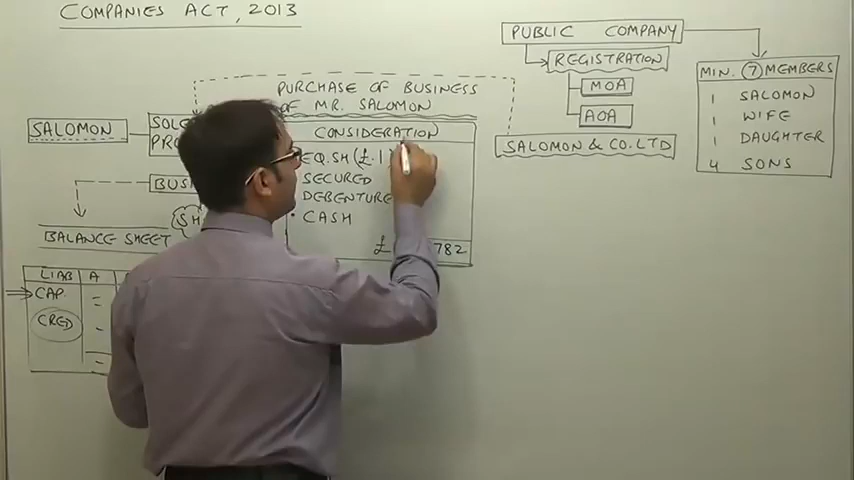 COMPANIES ACT, 2013
PUBLIC COMPANY
REGISTRATION
MOA
AOA
SALOMON & CO. LTD
MIN. 7 MEMBERS
1 SALOMON
1 WIFE
1 DAUGHTER
4 SONS
PURCHASE OF BUSINESS
OF MR. SALOMON
CONSIDERATION
EQ.SH (£.1
SECURED
DEBENTURE
• CASH
£ 782
SALOMON
BALANCE SHEET
LIAB A
CAP.
CRED